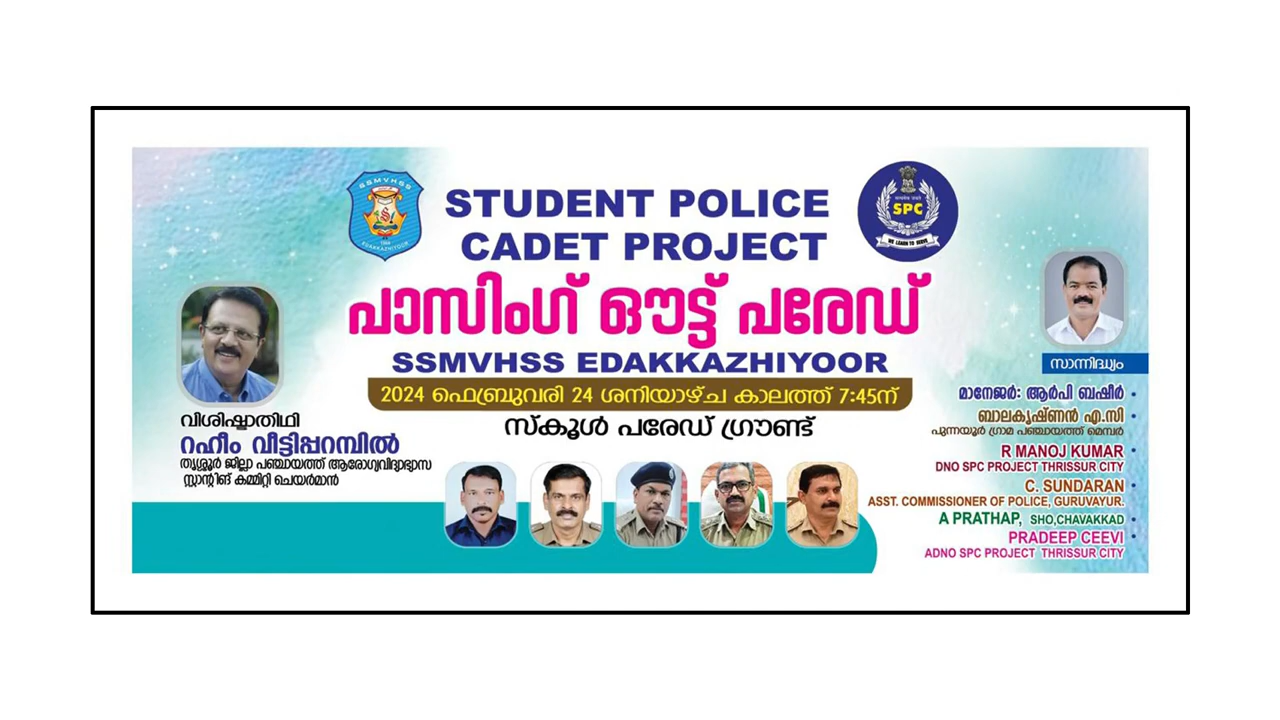 SSMVHSS
1968
EDAKKAZHIYOOR
STUDENT POLICE
CADET PROJECT
SPC
WE LEARN TO SERVE
പാസിംഗ് ഔട്ട് പരേഡ്
SSMVHSS EDAKKAZHIYOOR
2024 ഫെബ്രുവരി 24 ശനിയാഴ്ച കാലത്ത് 7:45ന്
സ്കൂൾ പരേഡ് ഗ്രൗണ്ട്
വിശിഷ്ടാതിഥി
റഹീം വീട്ടിപ്പറമ്പിൽ
തൃശ്ശൂർ ജില്ലാ പഞ്ചായത്ത് ആരോഗ്യവിദ്യാഭ്യാസ
സ്റ്റാന്റിങ് കമ്മിറ്റി ചെയർമാൻ
സാന്നിദ്ധ്യം
മാനേജർ: ആർപി ബഷീർ •
ബാലകൃഷ്ണൻ എ.സി •
പുന്നയൂർ ഗ്രാമ പഞ്ചായത്ത് മെമ്പർ
R MANOJ KUMAR •
DNO SPC PROJECT THRISSUR CITY
C. SUNDARAN •
ASST. COMMISSIONER OF POLICE, GURUVAYUR.
A PRATHAP, SHO,CHAVAKKAD •
PRADEEP CEEVI •
ADNO SPC PROJECT THRISSUR CITY